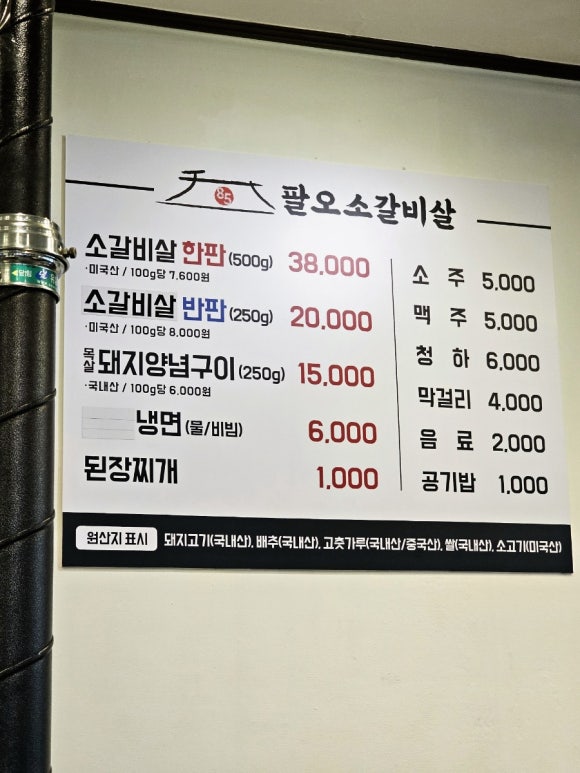 85 팔오소갈비살
소갈비살 한판 (500g) 38,000
·미국산 / 100g당 7,600원
소갈비살 반판 (250g) 20,000
·미국산 / 100g당 8,000원
목살 돼지양념구이 (250g) 15,000
·국내산 / 100g당 6,000원
냉면 (물/비빔) 6,000
된장찌개 1,000
소주 5,000
맥주 5,000
청하 6,000
막걸리 4,000
음료 2,000
공기밥 1,000
원산지 표시 돼지고기(국내산), 배추(국내산), 고춧가루(국내산/중국산), 쌀(국내산), 소고기(미국산)